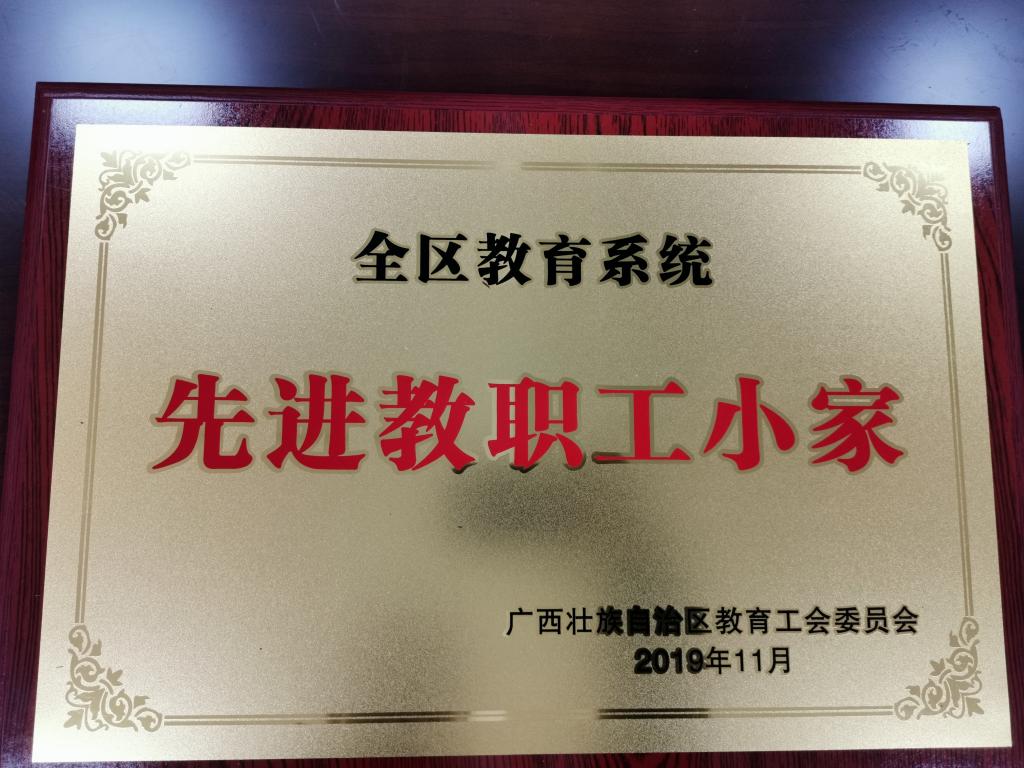 全区教育系统
先进教职工小家
广西壮族自治区教育工会委员会
2019年11月